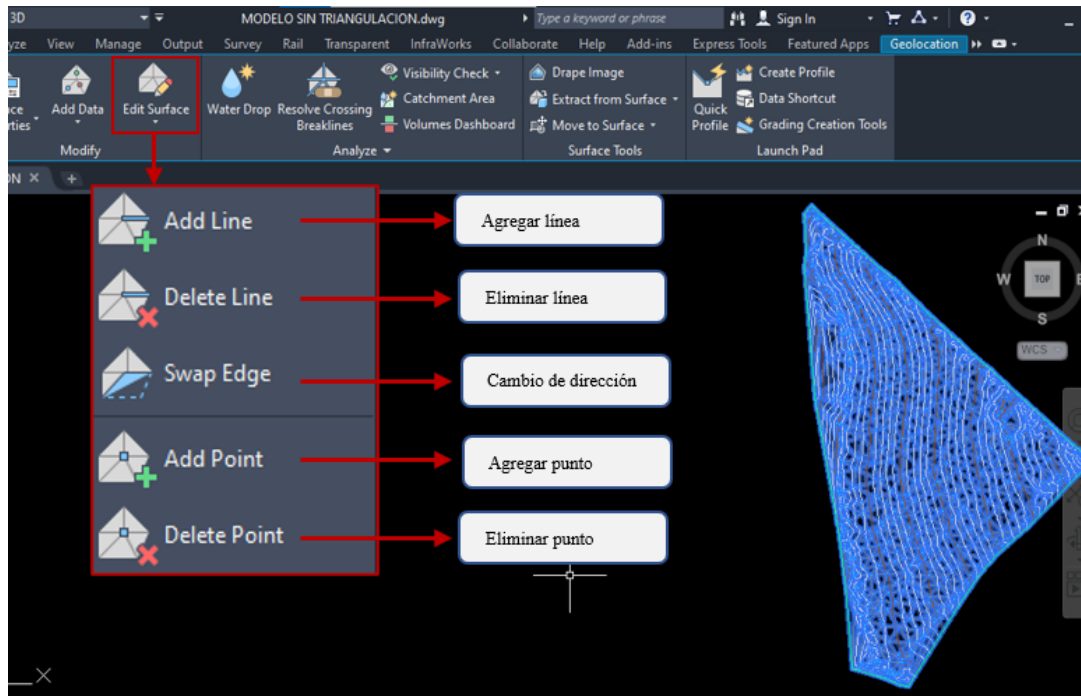 3D
MODELO SIN TRIANGULACION.dwg
Type a keyword or phrase
Sign In
?
yze View Manage Output Survey Rail Transparent InfraWorks Collaborate Help Add-ins Express Tools Featured Apps Geolocation
ce
rties
Add Data
Edit Surface
Water Drop
Resolve Crossing
Breaklines
Visibility Check
Catchment Area
Volumes Dashboard
Drape Image
Extract from Surface
Move to Surface
Quick
Profile
Create Profile
Data Shortcut
Grading Creation Tools
Modify
Analyze
Surface Tools
Launch Pad
ON
Add Line
Agregar línea
Delete Line
Eliminar línea
Swap Edge
Cambio de dirección
Add Point
Agregar punto
Delete Point
Eliminar punto
N
W
TOP
E
S
WCS
X